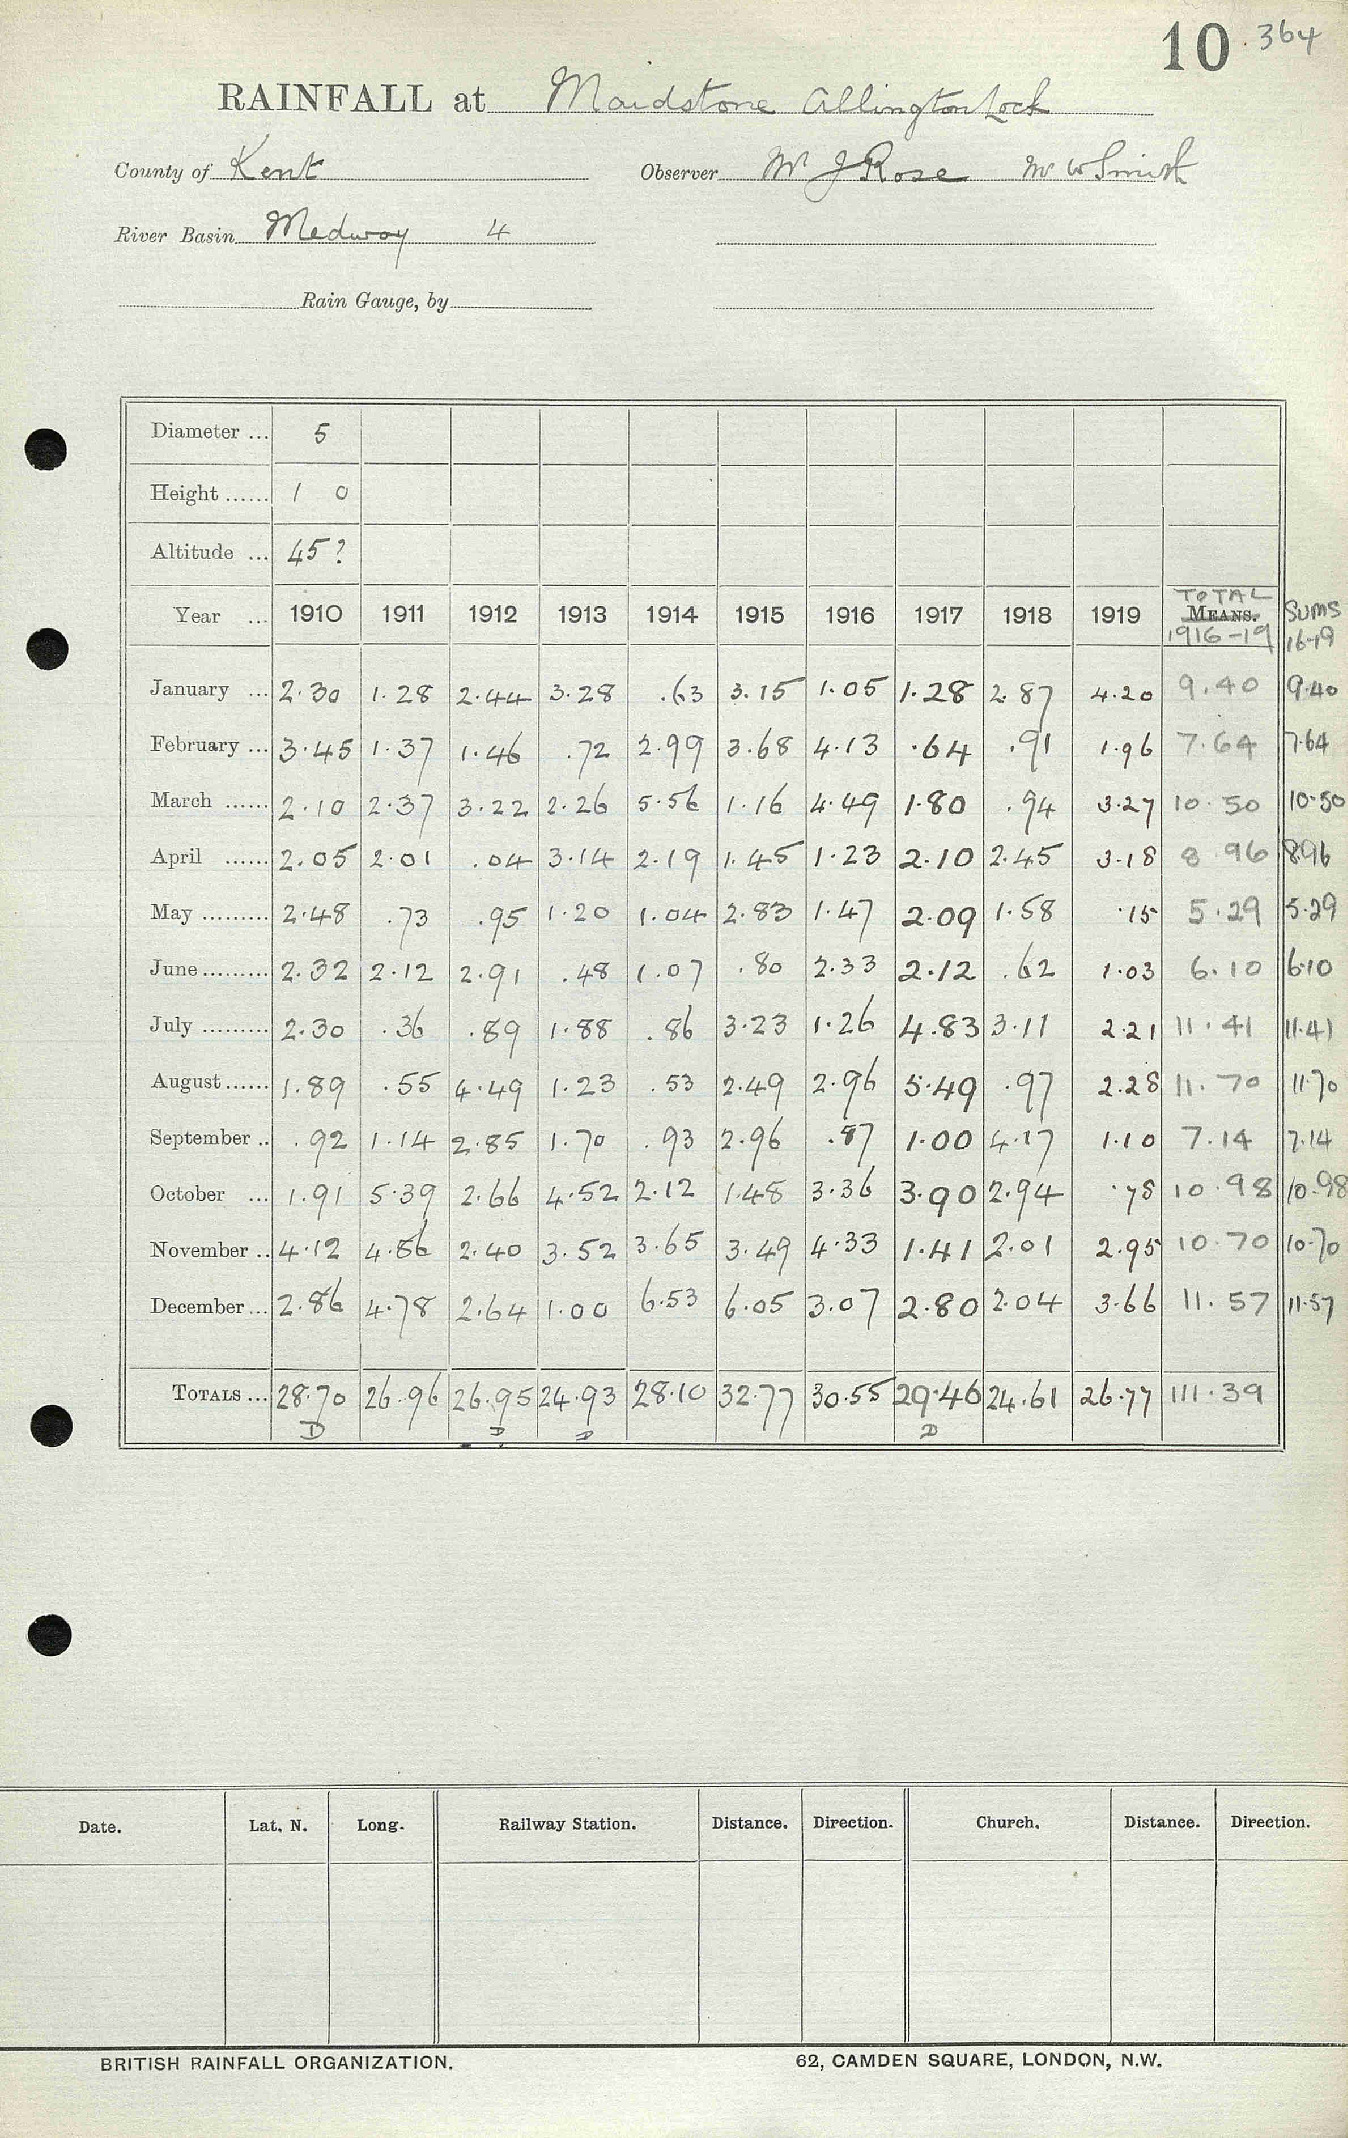 10 364
RAINFALL at Maidstone Allington Lock
County of Kent Observer Mr J Rose Mr W Smith
River Basin Medway 4
Rain Gauge, by
Diameter ... 5
Height ...... 1 0
Altitude ... 45?
Year ... 1910 1911 1912 1913 1914 1915 1916 1917 1918 1919 TOTAL MEANS. 1916-19 SUMS 16-19
January ... 2.30 1.28 2.44 3.28 .63 3.15 1.05 1.28 2.87 4.20 9.40 9.40
February ... 3.45 1.37 1.46 .72 2.99 3.68 4.13 .64 .91 1.96 7.64 7.64
March ...... 2.10 2.37 3.22 2.26 5.56 1.16 4.49 1.80 .94 3.27 10.50 10.50
April ...... 2.05 2.01 .04 3.14 2.19 1.45 1.23 2.10 2.45 3.18 8.96 8.96
May ......... 2.48 .73 .95 1.20 1.04 2.83 1.47 2.09 1.58 .15 5.29 5.29
June ......... 2.32 2.12 2.91 .48 1.07 .80 2.33 2.12 .62 1.03 6.10 6.10
July ......... 2.30 .36 .89 1.88 .86 3.23 1.26 4.83 3.11 2.21 11.41 11.41
August ...... 1.89 .55 4.49 1.23 .53 2.49 2.96 5.49 .97 2.28 11.70 11.70
September .. .92 1.14 2.85 1.70 .93 2.96 .87 1.00 4.17 1.10 7.14 7.14
October ... 1.91 5.39 2.66 4.52 2.12 1.48 3.36 3.90 2.94 .78 10.98 10.98
November .. 4.12 4.86 2.40 3.52 3.65 3.49 4.33 1.41 2.01 2.95 10.70 10.70
December ... 2.86 4.78 2.64 1.00 6.53 6.05 3.07 2.80 2.04 3.66 11.57 11.57
TOTALS ... 28.70 26.96 26.95 24.93 28.10 32.77 30.55 29.46 24.61 26.77 111.39
D D D D
Date. Lat. N. Long. Railway Station. Distance. Direction. Church. Distance. Direction.
BRITISH RAINFALL ORGANIZATION. 62, CAMDEN SQUARE, LONDON, N.W.